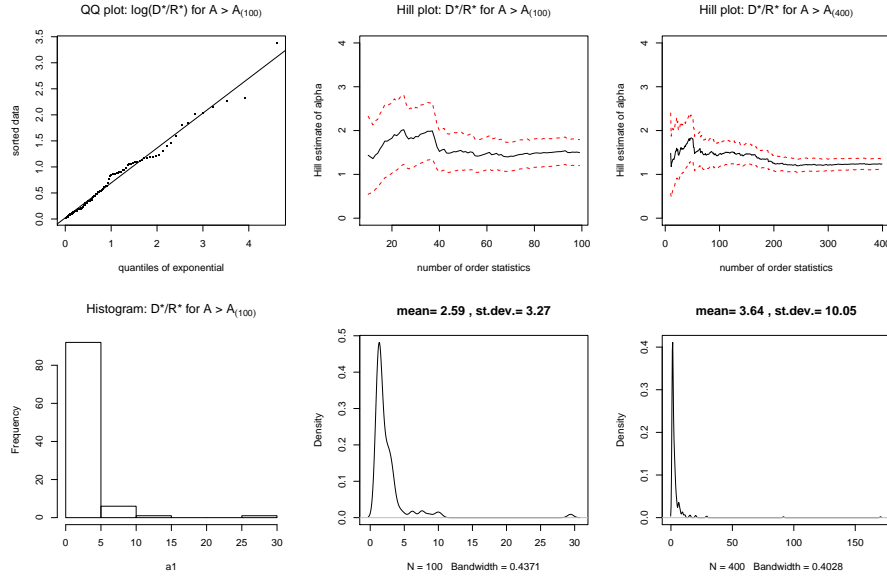 QQ plot: log(D*/R*) for A > A(100)
sorted data
0.0 0.5 1.0 1.5 2.0 2.5 3.0 3.5
0 1 2 3 4
quantiles of exponential
Hill plot: D*/R* for A > A(100)
Hill estimate of alpha
0 1 2 3 4
20 40 60 80 100
number of order statistics
Hill plot: D*/R* for A > A(400)
Hill estimate of alpha
0 1 2 3 4
0 100 200 300 400
number of order statistics
Histogram: D*/R* for A > A(100)
Frequency
0 20 40 60 80
0 5 10 15 20 25 30
a1
mean= 2.59 , st.dev.= 3.27
Density
0.0 0.1 0.2 0.3 0.4 0.5
0 5 10 15 20 25 30
N = 100 Bandwidth = 0.4371
mean= 3.64 , st.dev.= 10.05
Density
0.0 0.1 0.2 0.3 0.4
0 50 100 150
N = 400 Bandwidth = 0.4028